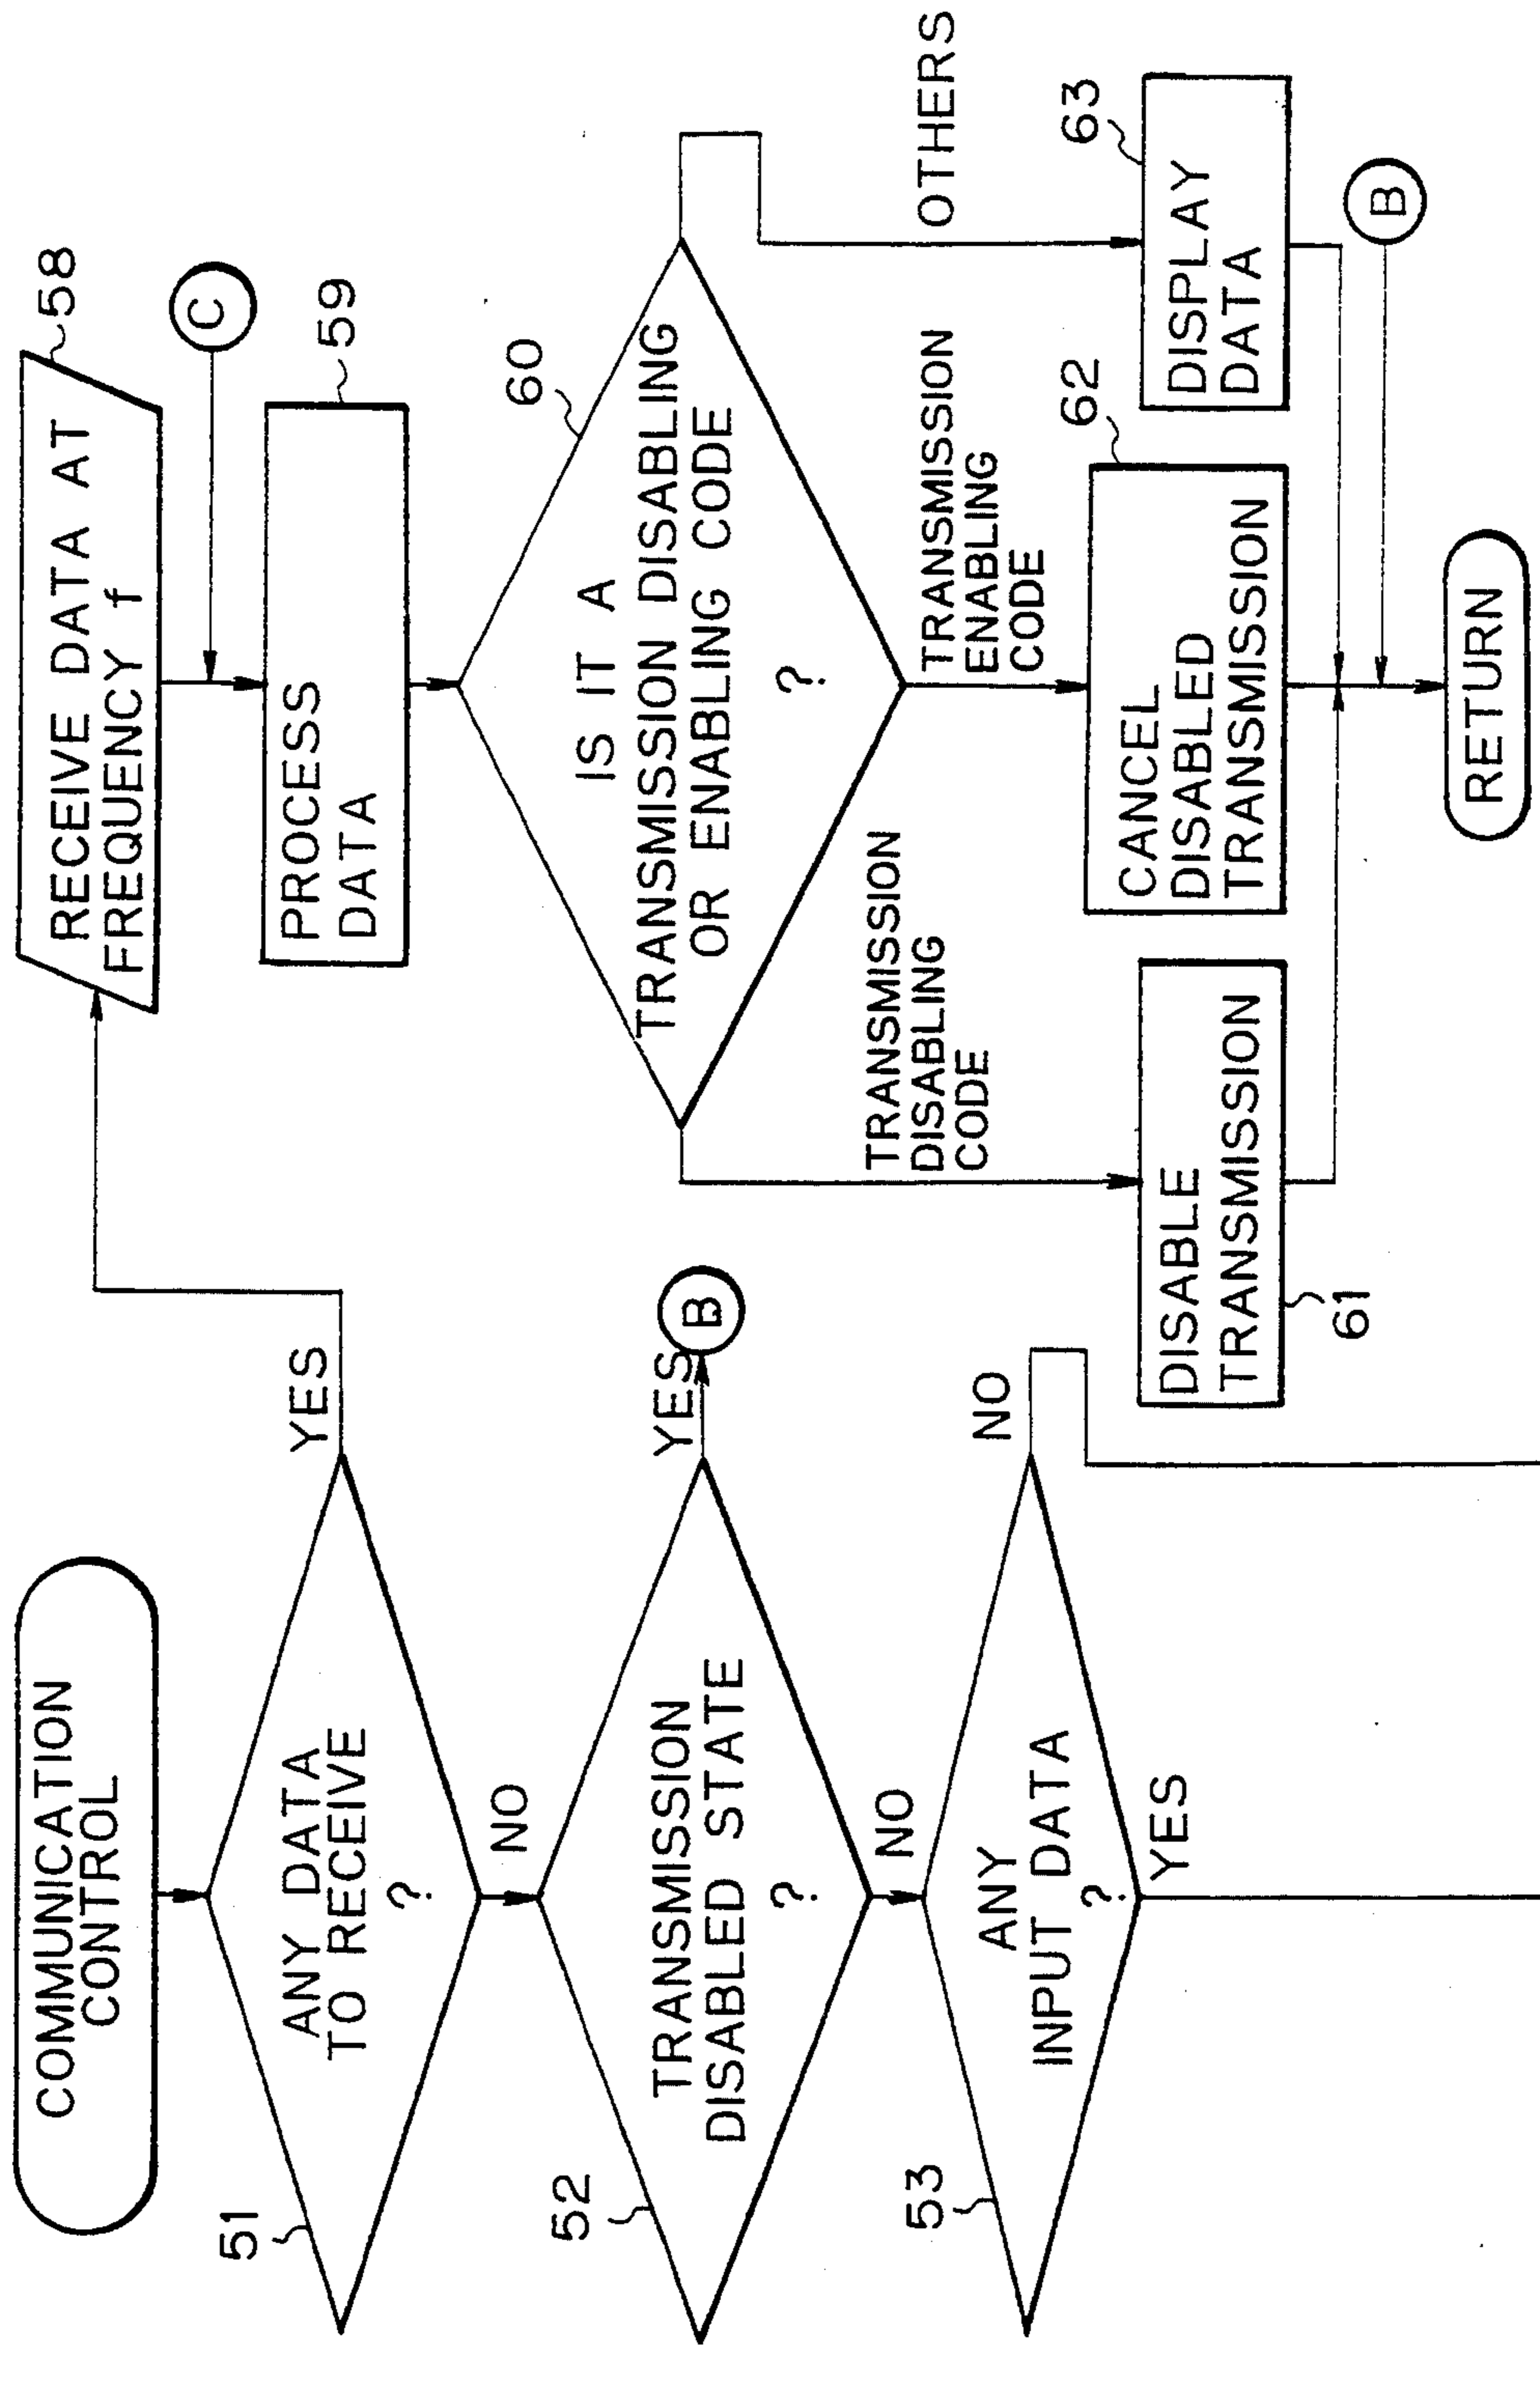 COMMUNICATION
CONTROL
51
ANY DATA
TO RECEIVE
?
YES
NO
52
TRANSMISSION
DISABLED STATE
?
YES
B
NO
53
ANY
INPUT DATA
?
NO
YES
58
RECEIVE DATA AT
FREQUENCY f
C
59
PROCESS
DATA
60
IS IT A
TRANSMISSION DISABLING
OR ENABLING CODE
?
TRANSMISSION
DISABLING
CODE
TRANSMISSION
ENABLING
CODE
OTHERS
DISABLE
TRANSMISSION
61
62
CANCEL
DISABLED
TRANSMISSION
63
DISPLAY
DATA
B
RETURN